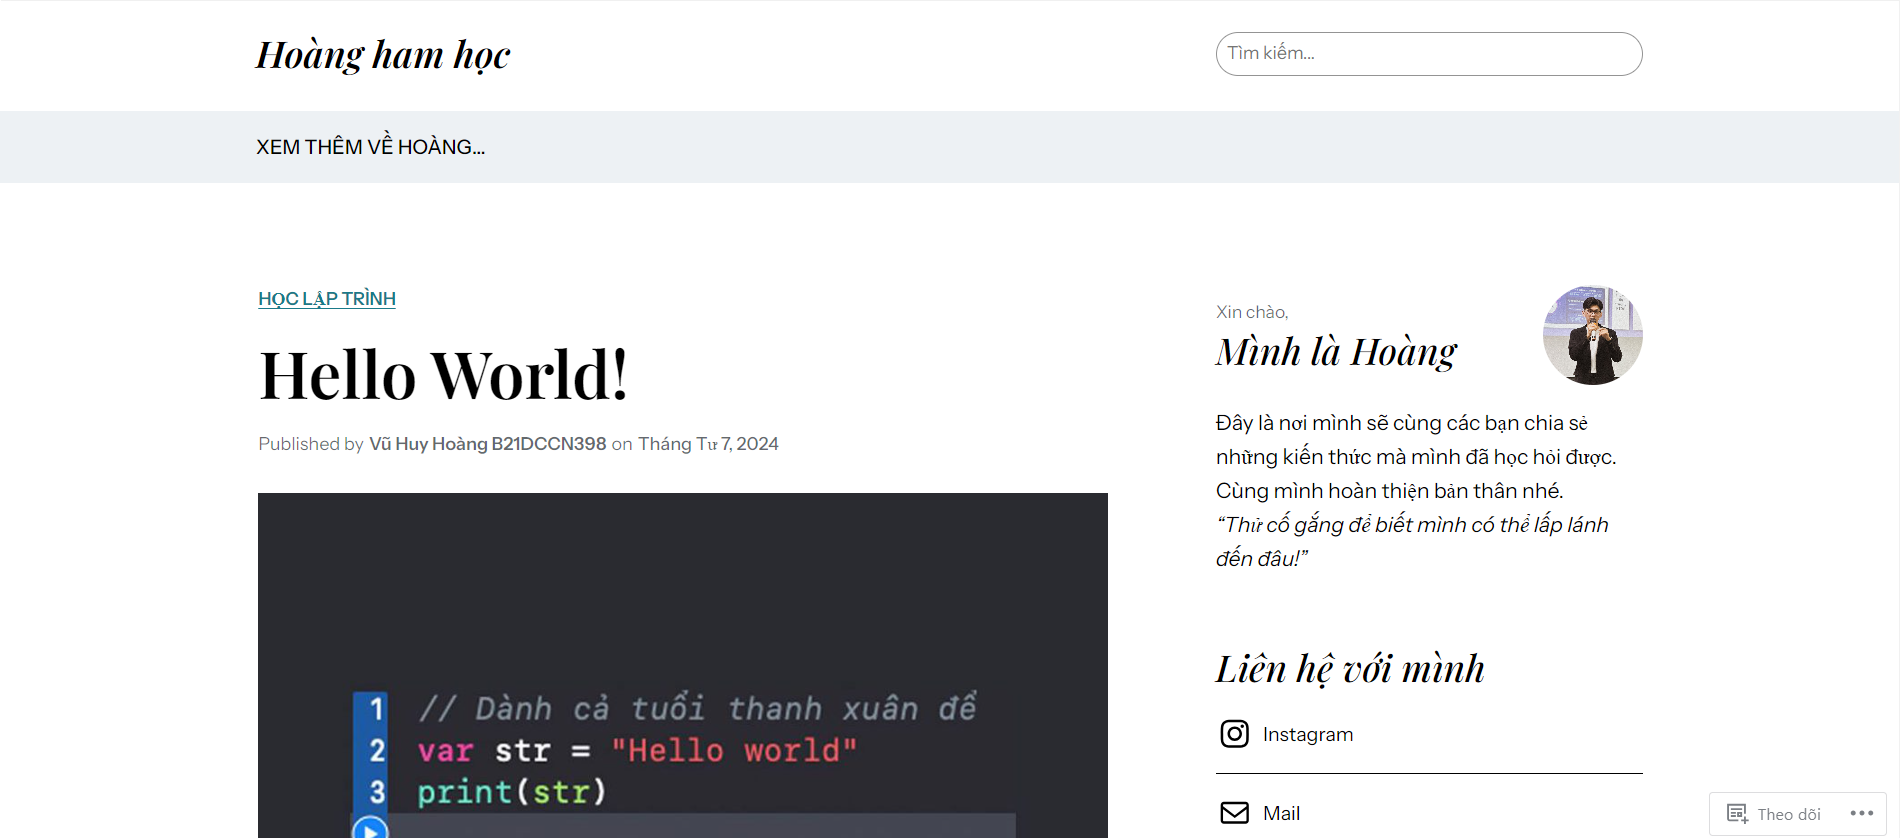 Hoàng ham học
Tìm kiếm...
XEM THÊM VỀ HOÀNG...
HỌC LẬP TRÌNH
Hello World!
Published by Vũ Huy Hoàng B21DCCN398 on Tháng Tư 7, 2024
1 // Dành cả tuổi thanh xuân để
2 var str = "Hello world"
3 print(str)
Xin chào,
Mình là Hoàng
Đây là nơi mình sẽ cùng các bạn chia sẻ
những kiến thức mà mình đã học hỏi được.
Cùng mình hoàn thiện bản thân nhé.
“Thử cố gắng để biết mình có thể lấp lánh
đến đâu!”
Liên hệ với mình
Instagram
Mail
Theo dõi